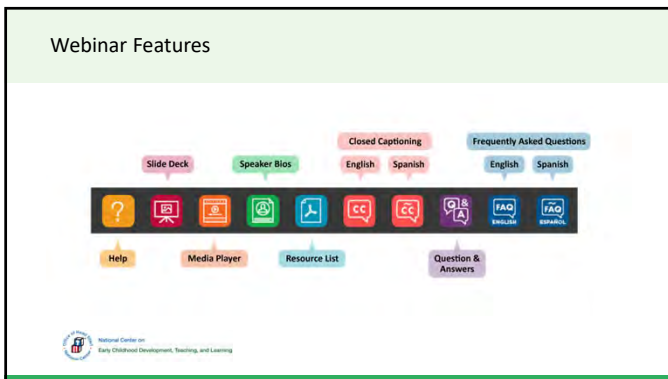 Webinar Features
Closed Captioning
Frequently Asked Questions
Slide Deck
Speaker Bios
English
Spanish
English
Spanish
?
CC
C̃C
Q&A
FAQ
ENGLISH
FAQ
ESPAÑOL
Help
Media Player
Resource List
Question &
Answers
National Center on
Early Childhood Development, Teaching, and Learning